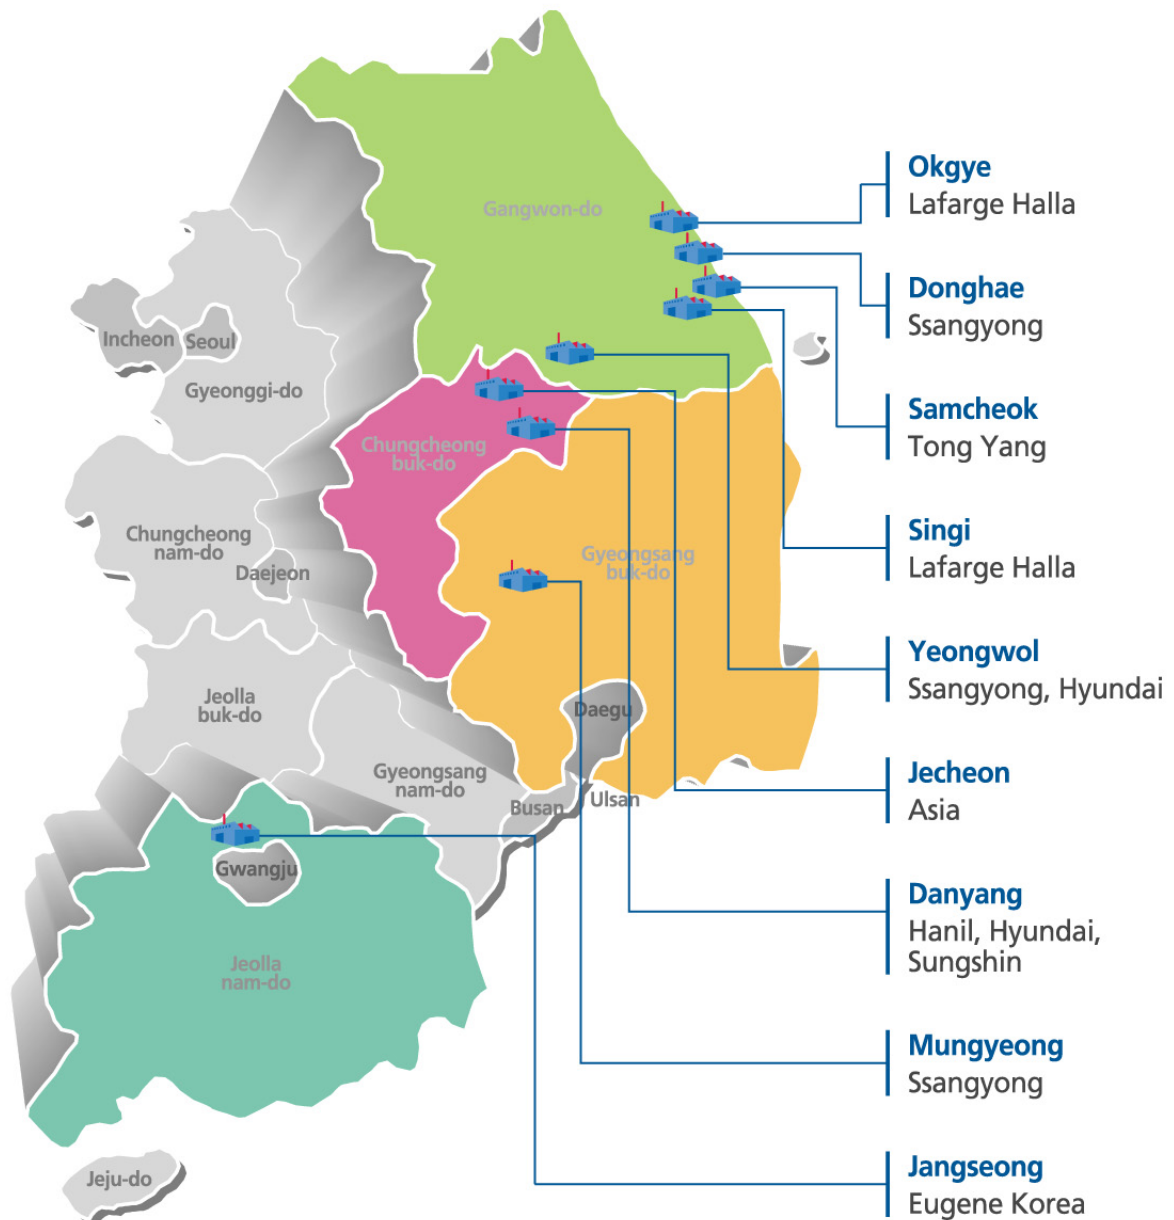 Gangwon-do
Incheon
Seoul
Gyeonggi-do
Chungcheong
buk-do
Chungcheong
nam-do
Daejeon
Gyeongsang
buk-do
Jeolla
buk-do
Daegu
Gyeongsang
nam-do
Busan
Ulsan
Gwangju
Jeolla
nam-do
Jeju-do
Okgye
Lafarge Halla
Donghae
Ssangyong
Samcheok
Tong Yang
Singi
Lafarge Halla
Yeongwol
Ssangyong, Hyundai
Jecheon
Asia
Danyang
Hanil, Hyundai,
Sungshin
Mungyeong
Ssangyong
Jangseong
Eugene Korea